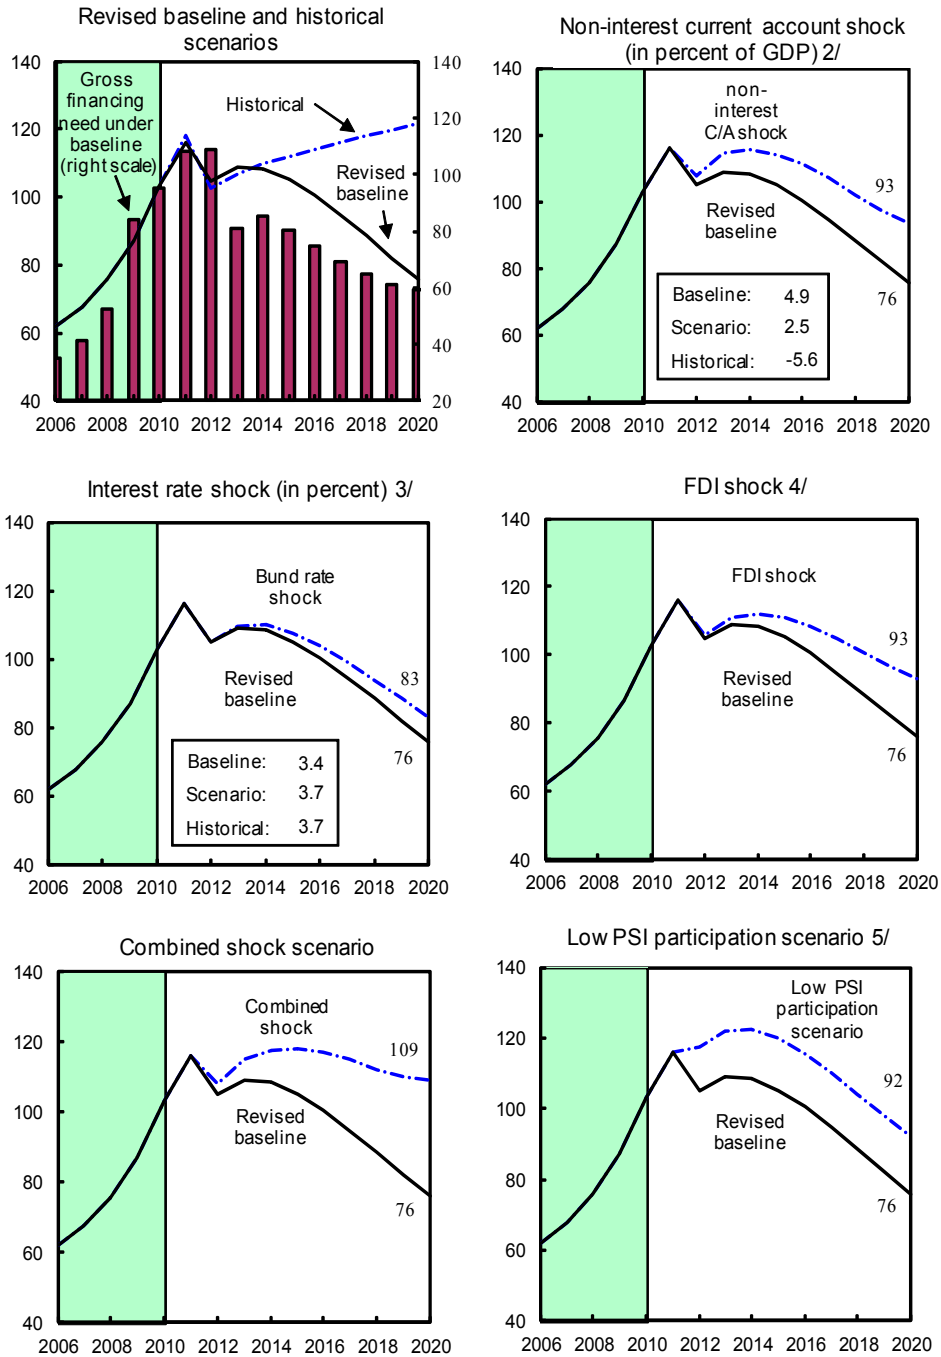 Revised baseline and historical
scenarios
140
120
100
80
60
40
140
120
100
80
60
40
20
Gross
financing
need under
baseline
(right scale)
Historical
Revised
baseline
2006 2008 2010 2012 2014 2016 2018 2020
Non-interest current account shock
(in percent of GDP) 2/
140
120
100
80
60
40
non-
interest
C/A shock
93
Revised
baseline
76
Baseline: 4.9
Scenario: 2.5
Historical: -5.6
2006 2008 2010 2012 2014 2016 2018 2020
Interest rate shock (in percent) 3/
140
120
100
80
60
40
Bund rate
shock
83
Revised
baseline
76
Baseline: 3.4
Scenario: 3.7
Historical: 3.7
2006 2008 2010 2012 2014 2016 2018 2020
FDI shock 4/
140
120
100
80
60
40
FDI shock
93
Revised
baseline
76
2006 2008 2010 2012 2014 2016 2018 2020
Combined shock scenario
140
120
100
80
60
40
Combined
shock
109
Revised
baseline
76
2006 2008 2010 2012 2014 2016 2018 2020
Low PSI participation scenario 5/
140
120
100
80
60
40
Low PSI
participation
scenario
92
Revised
baseline
76
2006 2008 2010 2012 2014 2016 2018 2020